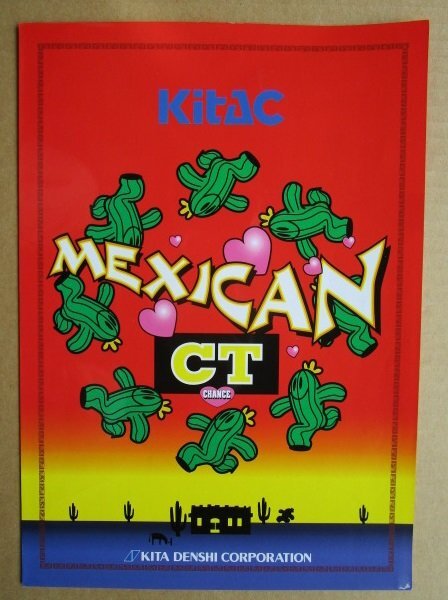 KitAC
MEXICAN
CT
CHANCE
KITA DENSHI CORPORATION